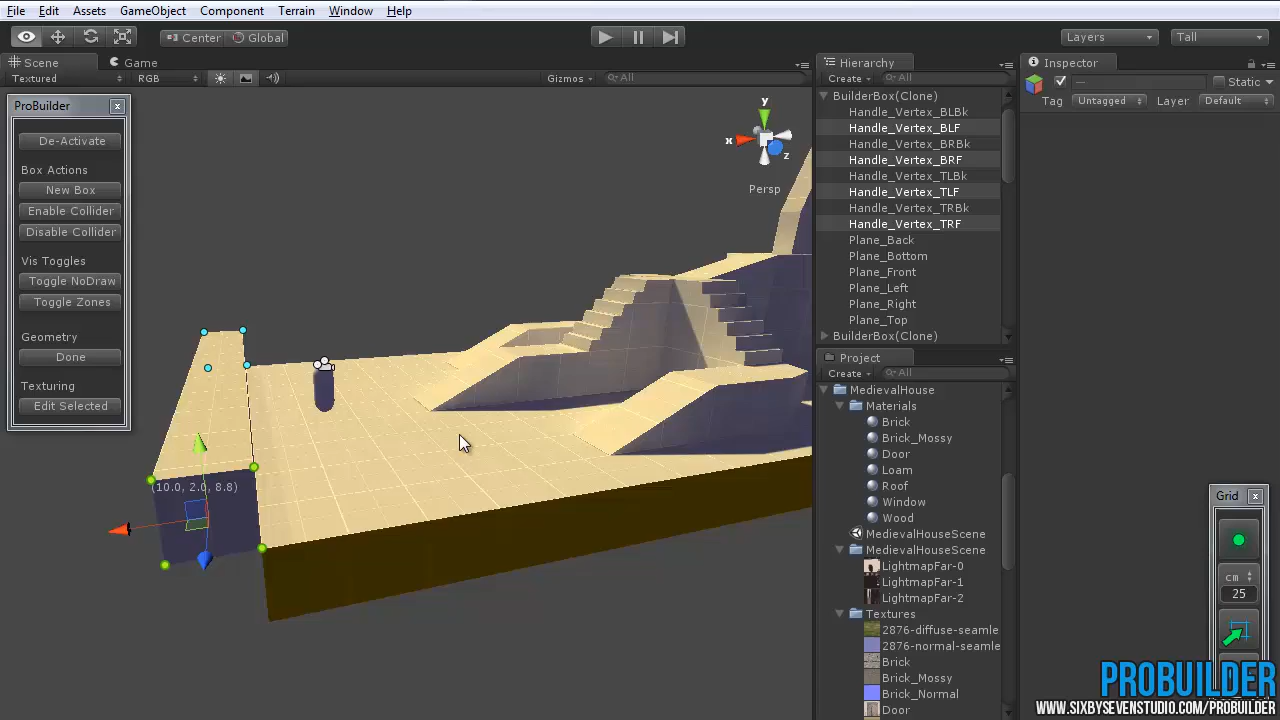 File Edit Assets GameObject Component Terrain Window Help
Center Global Layers Tall
Scene Game Hierarchy Inspector
Textured RGB Gizmos All Create All Static
ProBuilder
De-Activate
Box Actions
New Box
Enable Collider
Disable Collider
Vis Toggles
Toggle NoDraw
Toggle Zones
Geometry
Done
Texturing
Edit Selected
y
x
z
Persp
(10.0, 2.0, 8.8)
BuilderBox(Clone)
Handle_Vertex_BLBk
Handle_Vertex_BLF
Handle_Vertex_BRBk
Handle_Vertex_BRF
Handle_Vertex_TLBk
Handle_Vertex_TLF
Handle_Vertex_TRBk
Handle_Vertex_TRF
Plane_Back
Plane_Bottom
Plane_Front
Plane_Left
Plane_Right
Plane_Top
BuilderBox(Clone)
Project
Create All
MedievalHouse
Materials
Brick
Brick_Mossy
Door
Loam
Roof
Window
Wood
MedievalHouseScene
MedievalHouseScene
LightmapFar-0
LightmapFar-1
LightmapFar-2
Textures
2876-diffuse-seamle
2876-normal-seamle
Brick
Brick_Mossy
Brick_Normal
Door
Tag Untagged Layer Default
Grid
cm
25
PROBUILDER
WWW.SIXBYSEVENSTUDIO.COM/PROBUILDER